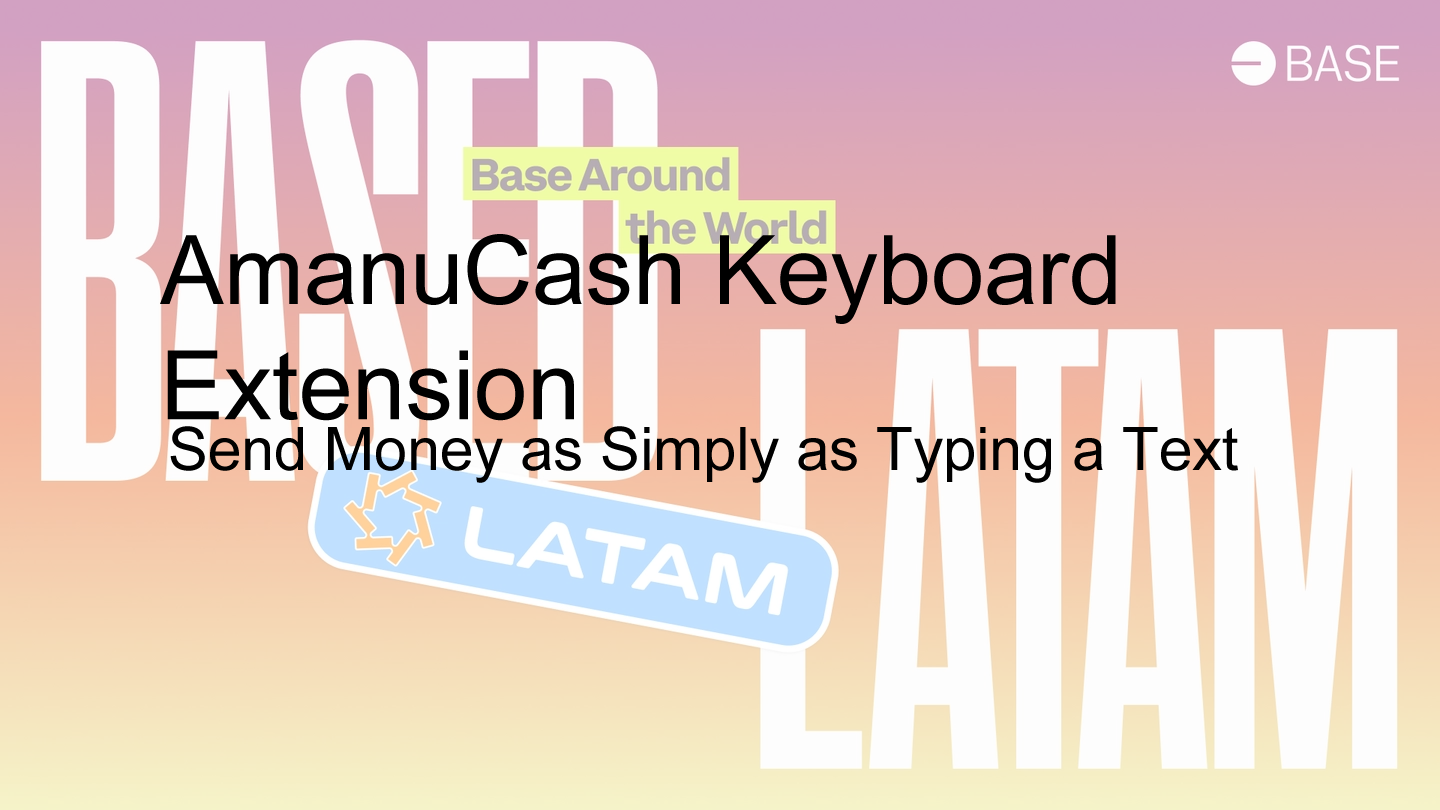 BASED
BASE
Base Around
the World
AmanuCash Keyboard
Extension
Send Money as Simply as Typing a Text
LATAM
LATAM